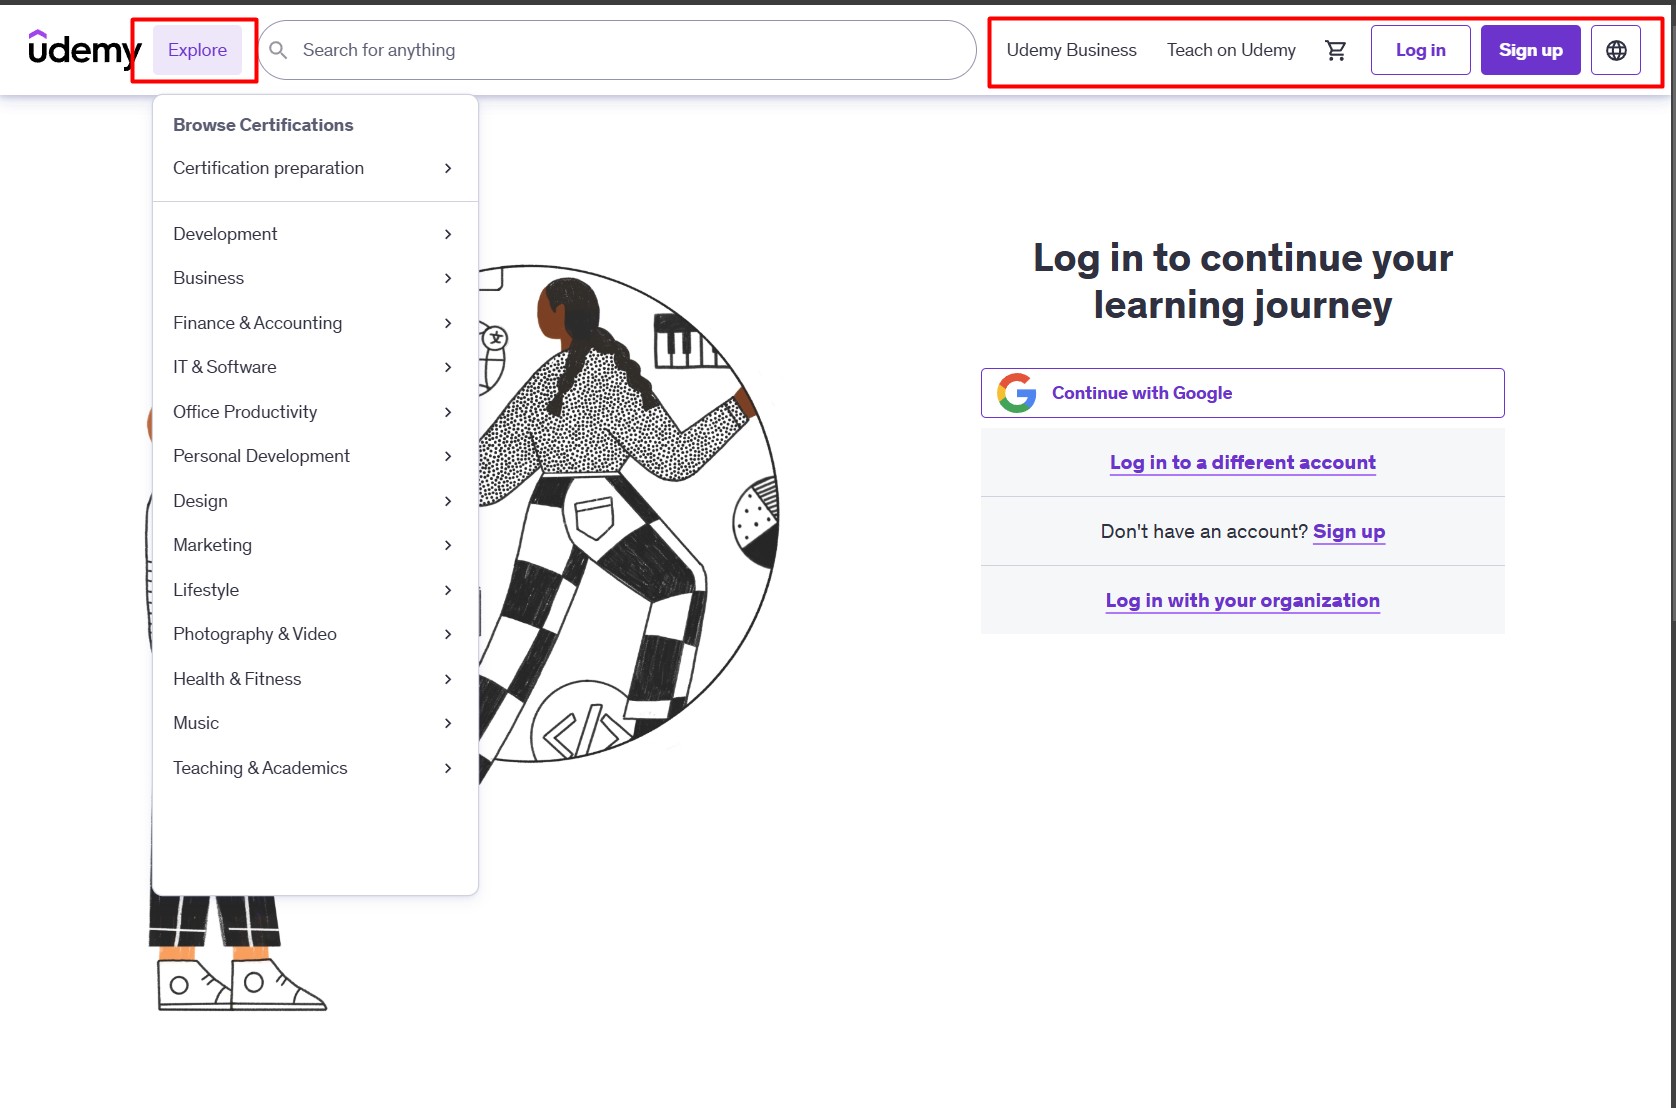 udemy
Explore
Search for anything
Udemy Business
Teach on Udemy
Log in
Sign up
Browse Certifications
Certification preparation
Development
Business
Finance & Accounting
IT & Software
Office Productivity
Personal Development
Design
Marketing
Lifestyle
Photography & Video
Health & Fitness
Music
Teaching & Academics
文
</>
Log in to continue your
learning journey
Continue with Google
Log in to a different account
Don't have an account? Sign up
Log in with your organization